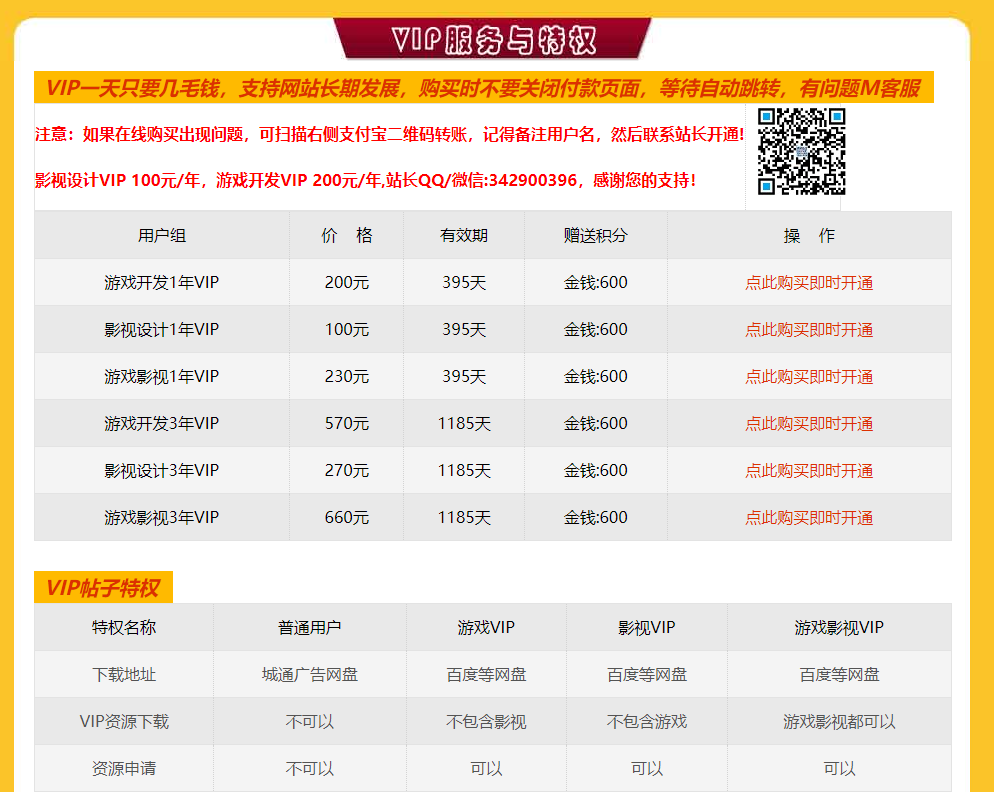 VIP服务与特权
VIP一天只要几毛钱，支持网站长期发展，购买时不要关闭付款页面，等待自动跳转，有问题M客服
注意：如果在线购买出现问题，可扫描右侧支付宝二维码转账，记得备注用户名，然后联系站长开通!
影视设计VIP 100元/年，游戏开发VIP 200元/年,站长QQ/微信:342900396，感谢您的支持！
用户组 价 格 有效期 赠送积分 操 作
游戏开发1年VIP 200元 395天 金钱:600 点此购买即时开通
影视设计1年VIP 100元 395天 金钱:600 点此购买即时开通
游戏影视1年VIP 230元 395天 金钱:600 点此购买即时开通
游戏开发3年VIP 570元 1185天 金钱:600 点此购买即时开通
影视设计3年VIP 270元 1185天 金钱:600 点此购买即时开通
游戏影视3年VIP 660元 1185天 金钱:600 点此购买即时开通
VIP帖子特权
特权名称 普通用户 游戏VIP 影视VIP 游戏影视VIP
下载地址 城通广告网盘 百度等网盘 百度等网盘 百度等网盘
VIP资源下载 不可以 不包含影视 不包含游戏 游戏影视都可以
资源申请 不可以 可以 可以 可以